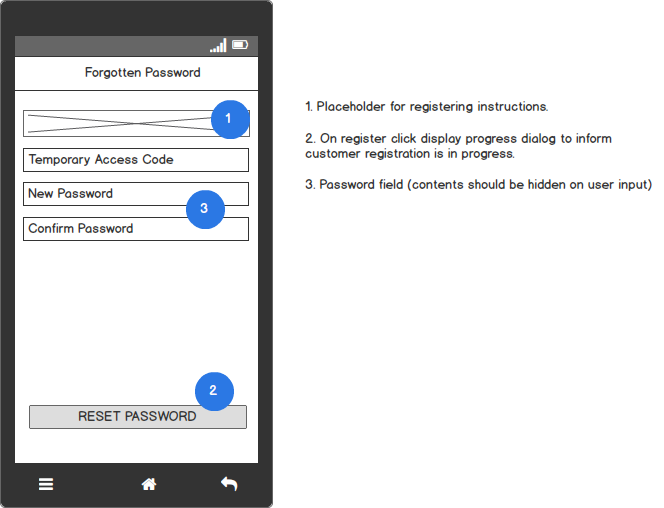 Forgotten Password
1
Temporary Access Code
New Password
3
Confirm Password
2
RESET PASSWORD
1. Placeholder for registering instructions.
2. On register click display progress dialog to inform
customer registration is in progress.
3. Password field (contents should be hidden on user input)